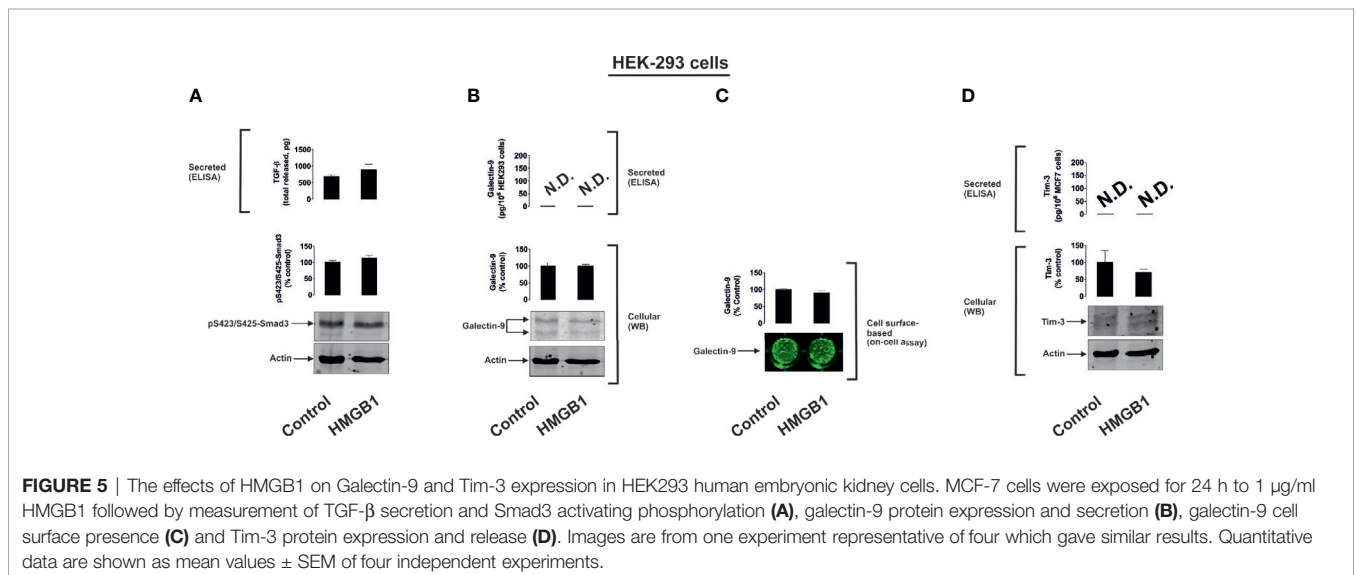 HEK-293 cells
A
B
C
D
Secreted
(ELISA)
TGF-β
(total released, pg)
1500
1000
500
0
pS423/S425-Smad3
(% control)
150
100
50
0
pS423/S425-Smad3
Actin
Control
HMGB1
Galectin-9
(pg/10⁶ HEK293 cells)
200
150
100
50
0
N.D.
N.D.
Secreted
(ELISA)
Galectin-9
(% control)
150
100
50
0
Galectin-9
Actin
Cellular
(WB)
Control
HMGB1
Galectin-9
(% Control)
150
100
50
0
Galectin-9
Cell surface-
based
(on-cell assay)
Control
HMGB1
Secreted
(ELISA)
Tim-3
(pg/10⁶ MCF7 cells)
200
150
100
50
0
N.D.
N.D.
Cellular
(WB)
Tim-3
(% control)
150
100
50
0
Tim-3
Actin
Control
HMGB1
FIGURE 5 | The effects of HMGB1 on Galectin-9 and Tim-3 expression in HEK293 human embryonic kidney cells. MCF-7 cells were exposed for 24 h to 1 µg/ml
HMGB1 followed by measurement of TGF-β secretion and Smad3 activating phosphorylation (A), galectin-9 protein expression and secretion (B), galectin-9 cell
surface presence (C) and Tim-3 protein expression and release (D). Images are from one experiment representative of four which gave similar results. Quantitative
data are shown as mean values ± SEM of four independent experiments.